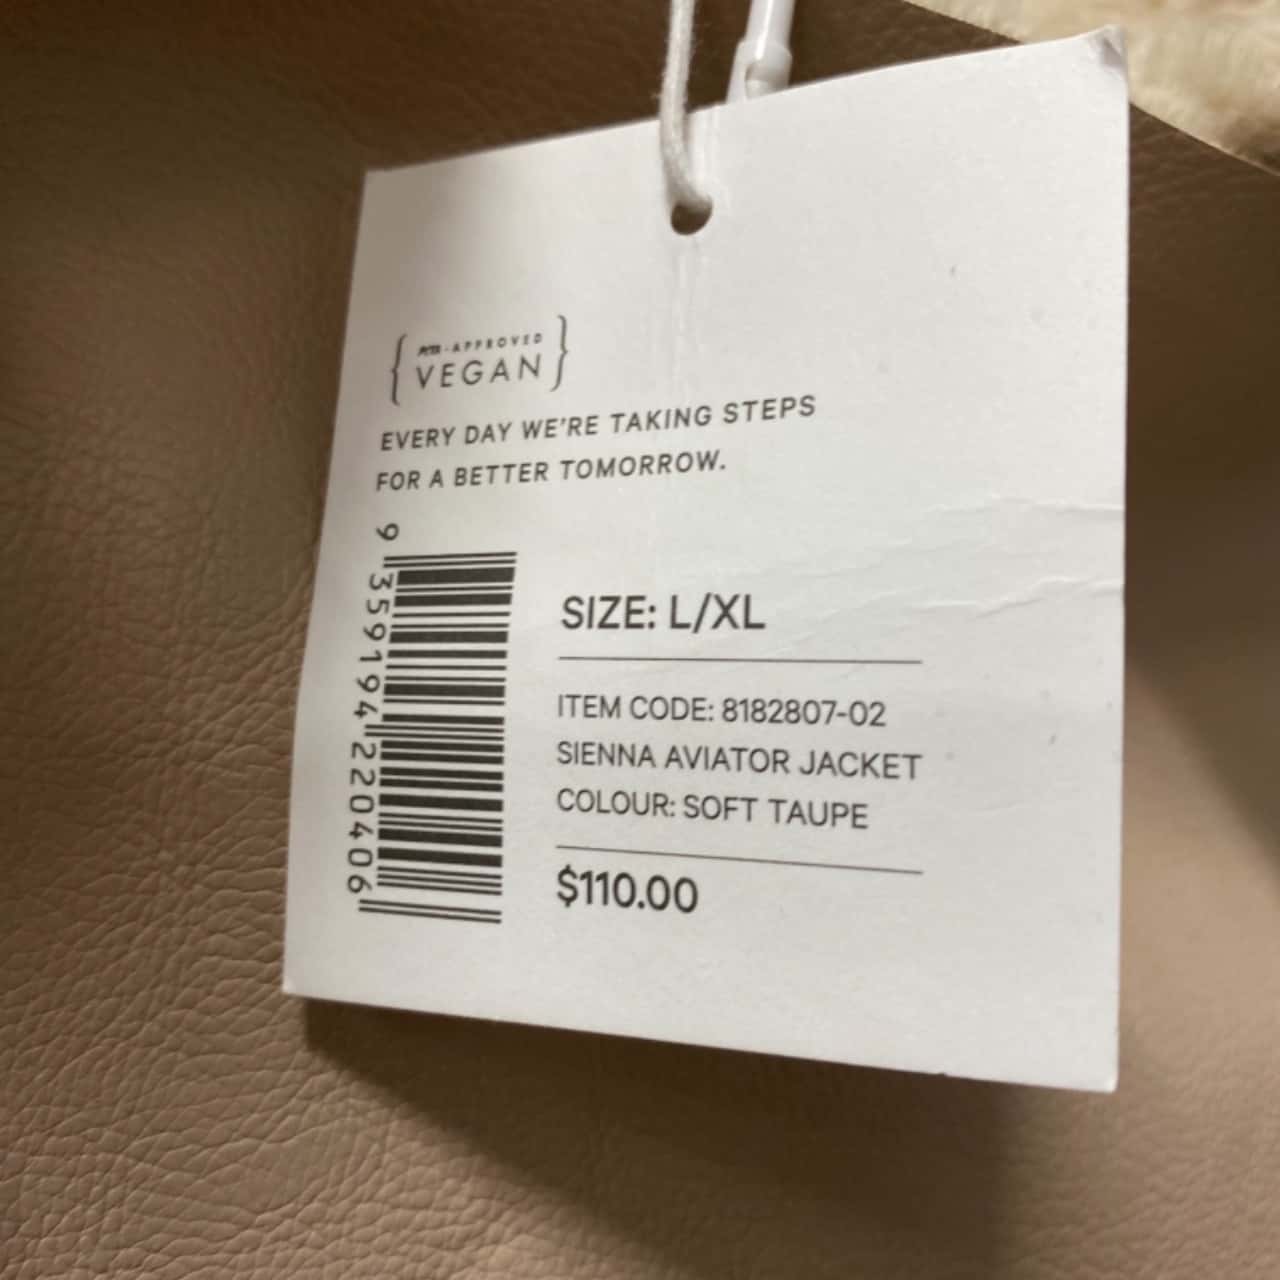 PETA-APPROVED
VEGAN
EVERY DAY WE'RE TAKING STEPS
FOR A BETTER TOMORROW.
9 359194 220406
SIZE: L/XL
ITEM CODE: 8182807-02
SIENNA AVIATOR JACKET
COLOUR: SOFT TAUPE
$110.00